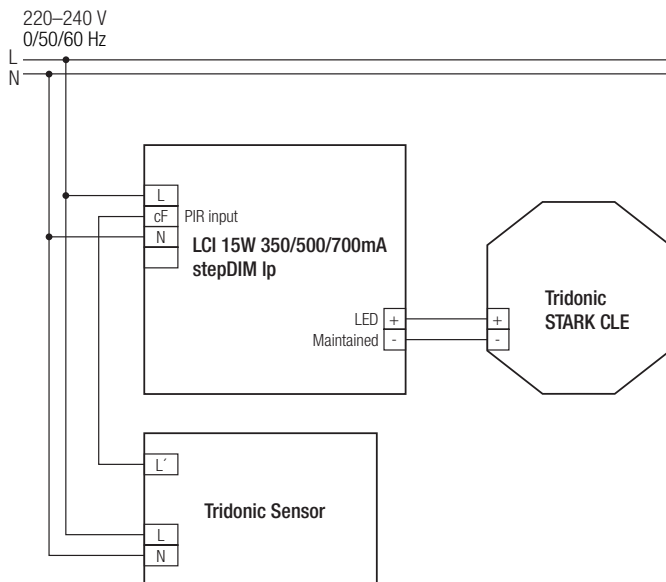 220–240 V
0/50/60 Hz
L
N
L
cF PIR input
N
LCI 15W 350/500/700mA
stepDIM lp
LED + +
Maintained - -
Tridonic
STARK CLE
L´
Tridonic Sensor
L
N